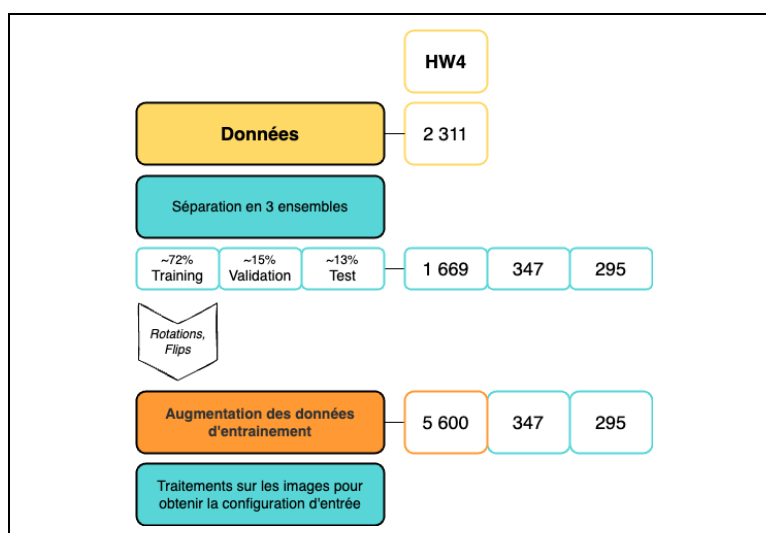 HW4
Données
2 311
Séparation en 3 ensembles
~72%
Training
~15%
Validation
~13%
Test
1 669
347
295
Rotations,
Flips
Augmentation des données
d'entrainement
5 600
347
295
Traitements sur les images pour
obtenir la configuration d'entrée